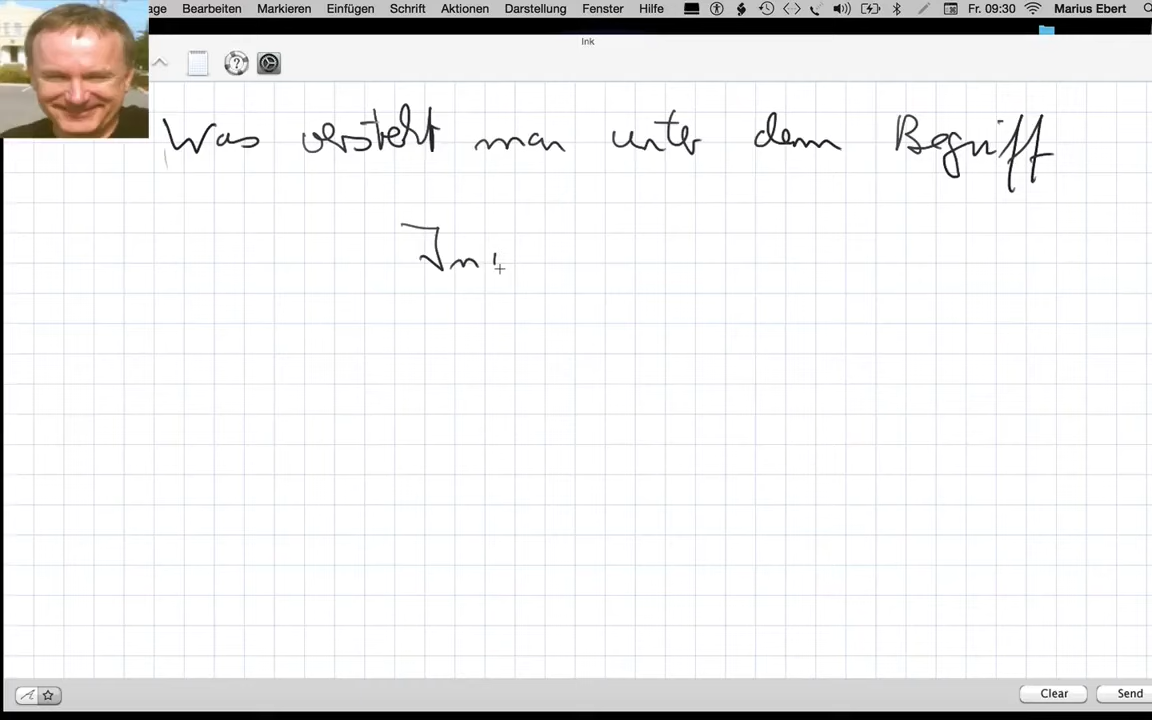 age Bearbeiten Markieren Einfügen Schrift Aktionen Darstellung Fenster Hilfe Fr. 09:30 Marius Ebert
Ink
Was versteht man unter dem Begriff
Clear Send